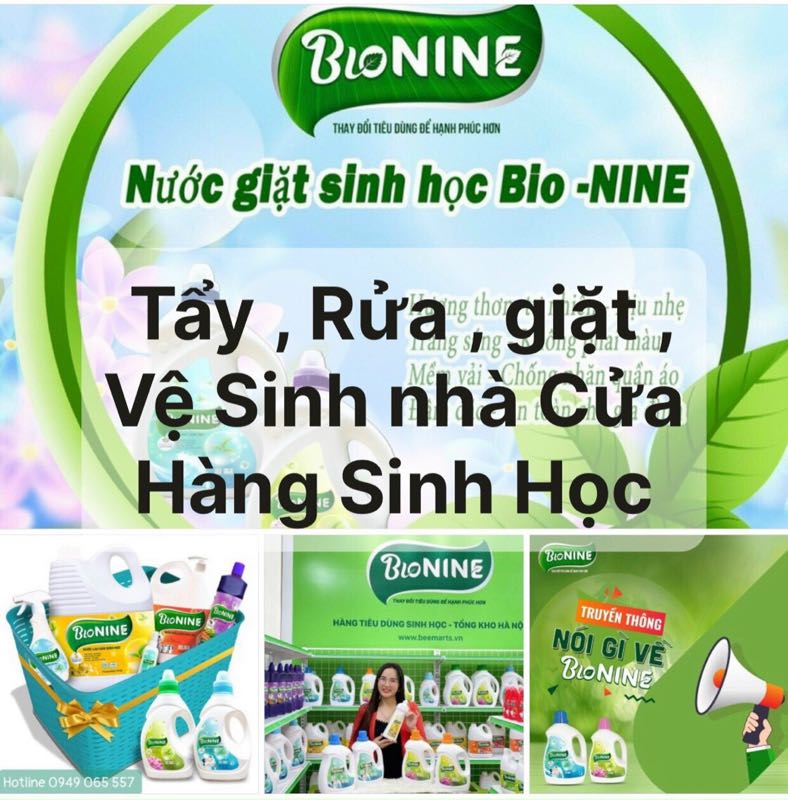 BIONINE
THAY ĐỔI TIÊU DÙNG ĐỂ HẠNH PHÚC HƠN
Nước giặt sinh học Bio -NINE
Tẩy , Rửa , giặt ,
Vệ Sinh nhà Cửa
Hàng Sinh Học
BIONINE
BIONINE
Hotline 0949 065 557
BIONINE
THAY ĐỔI TIÊU DÙNG ĐỂ HẠNH PHÚC HƠN
HÀNG TIÊU DÙNG SINH HỌC - TỔNG KHO HÀ NỘ
www.beemarts.vn
BIONINE
TRUYỀN THÔNG
NÓI GÌ VỀ
BIONINE